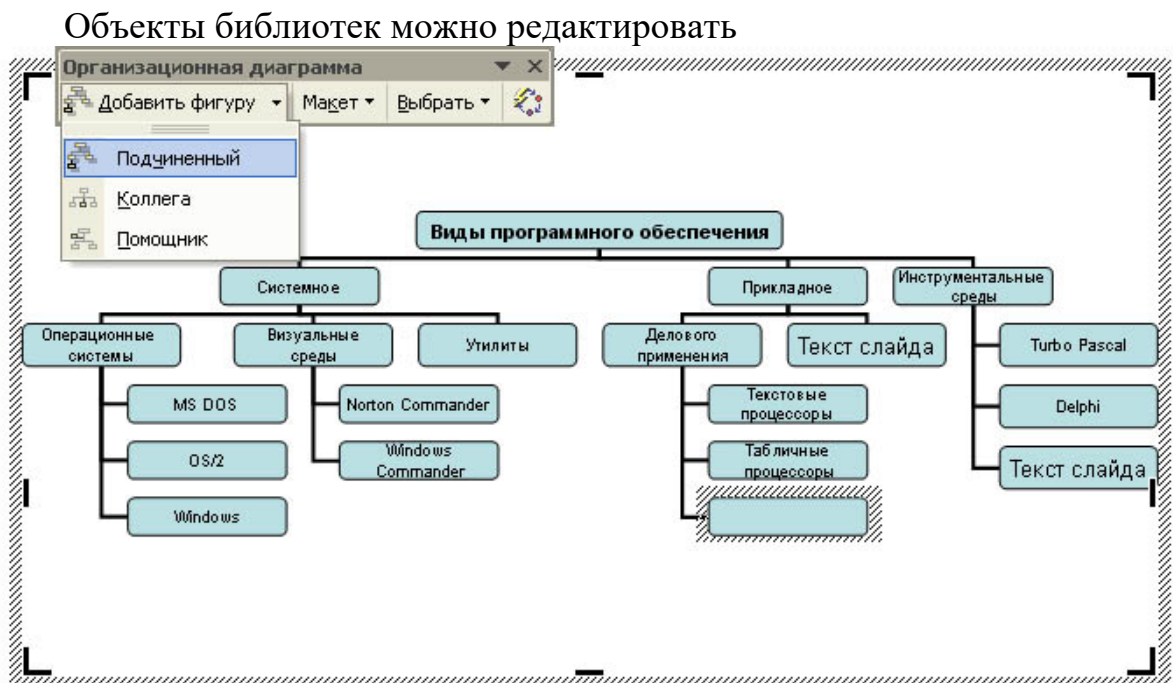 Объекты библиотек можно редактировать
Организационная диаграмма
Добавить фигуру
Макет
Выбрать
Подчиненный
Коллега
Помощник
Виды программного обеспечения
Системное
Прикладное
Инструментальные
среды
Операционные
системы
Визуальные
среды
Утилиты
Делового
применения
Текст слайда
Turbo Pascal
MS DOS
Norton Commander
Текстовые
процессоры
Delphi
OS/2
Windows
Commander
Табличные
процессоры
Текст слайда
Windows